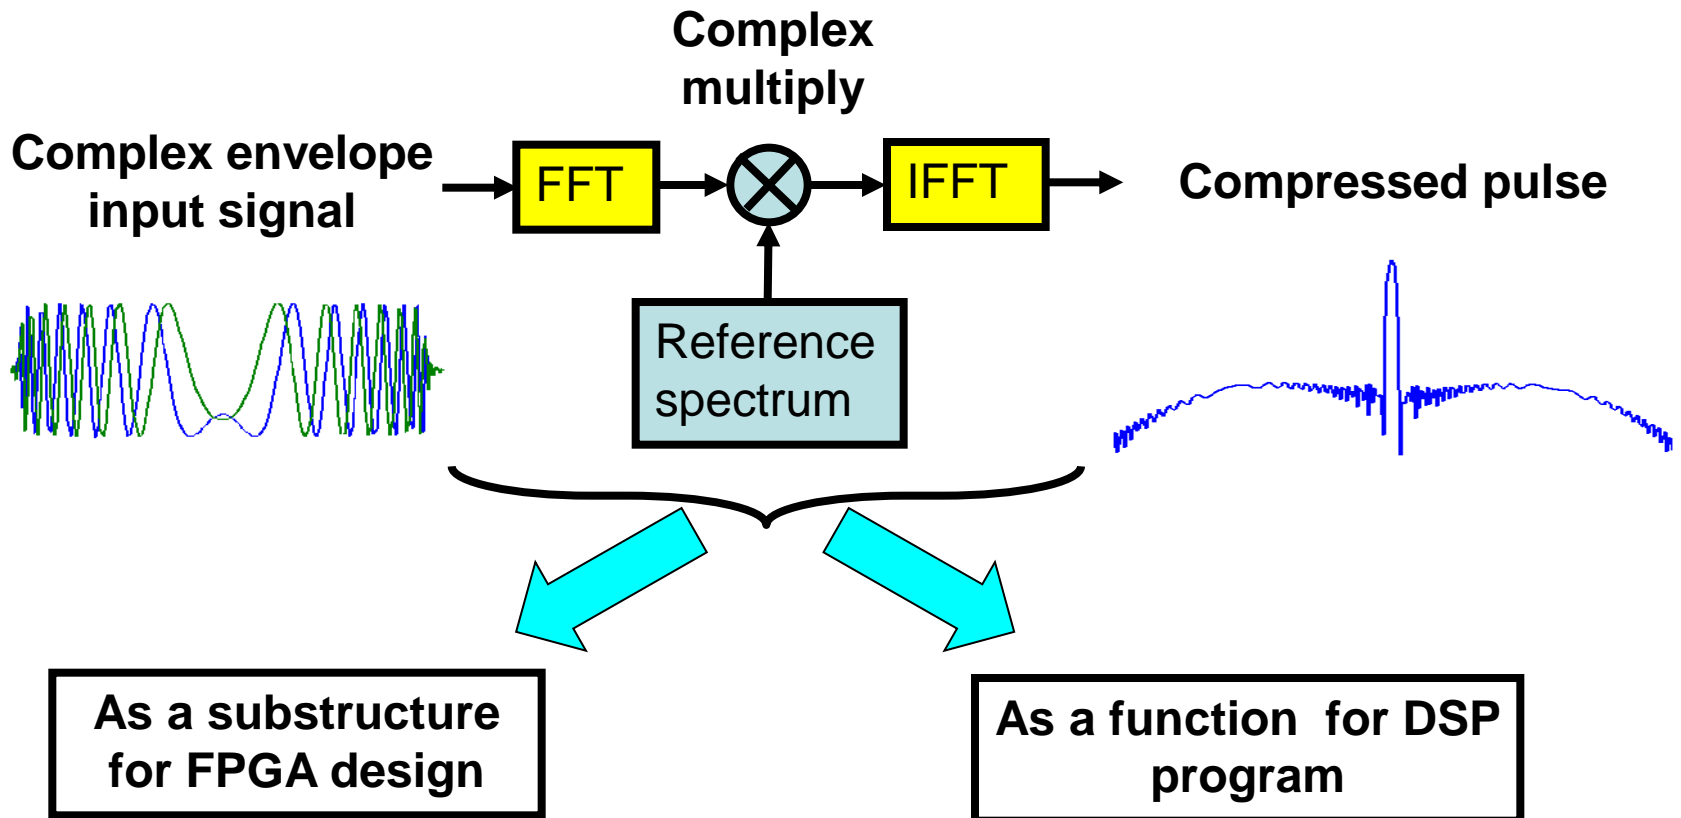 Complex
multiply
Complex envelope
input signal
FFT
IFFT
Compressed pulse
Reference
spectrum
As a substructure
for FPGA design
As a function for DSP
program